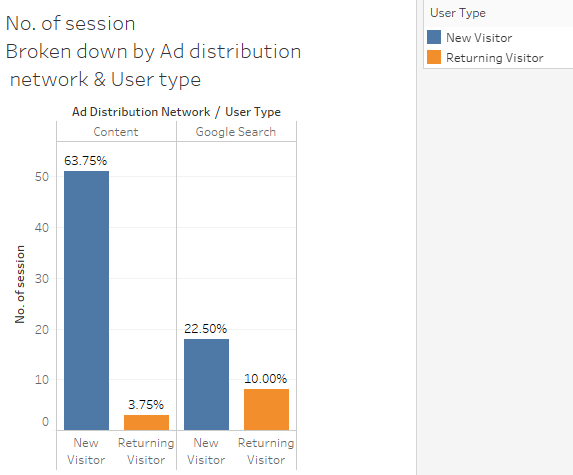 No. of session
Broken down by Ad distribution
network & User type
User Type
New Visitor
Returning Visitor
Ad Distribution Network / User Type
Content Google Search
63.75%
3.75%
22.50%
10.00%
No. of session
50
40
30
20
10
0
New Returning New Returning
Visitor Visitor Visitor Visitor